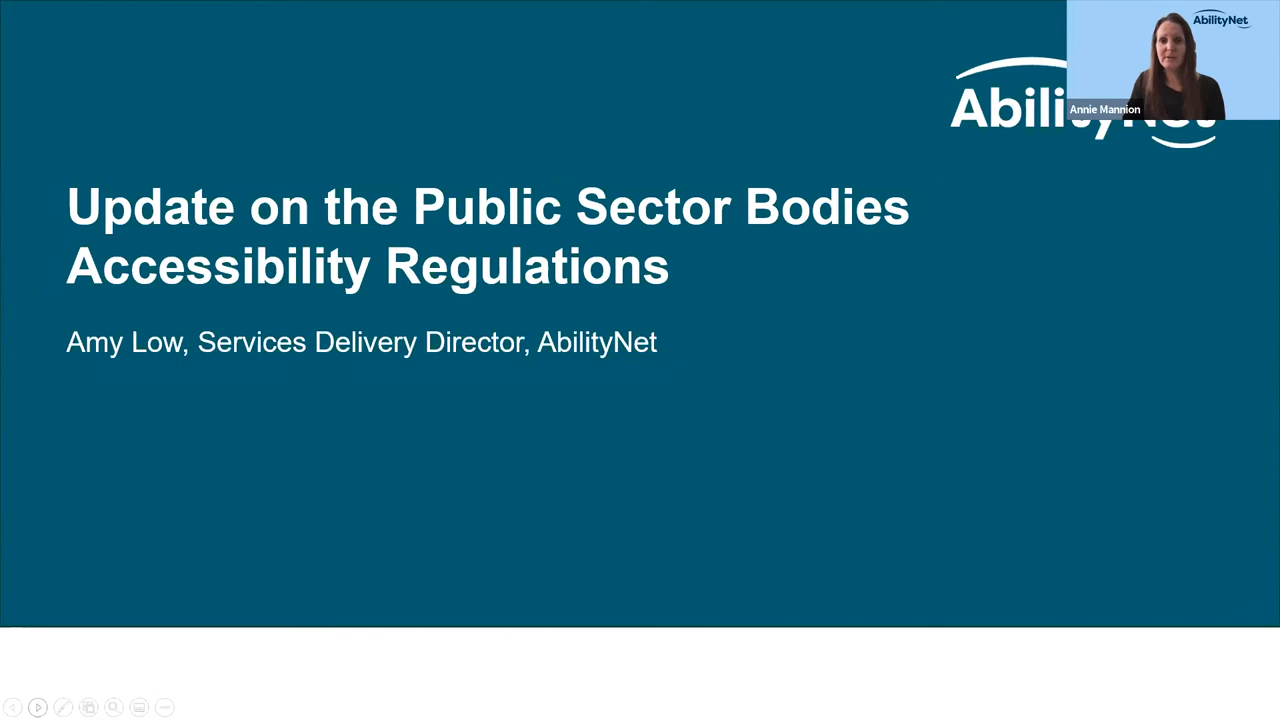 AbilityNet
Annie Mannion
Update on the Public Sector Bodies
Accessibility Regulations
Amy Low, Services Delivery Director, AbilityNet